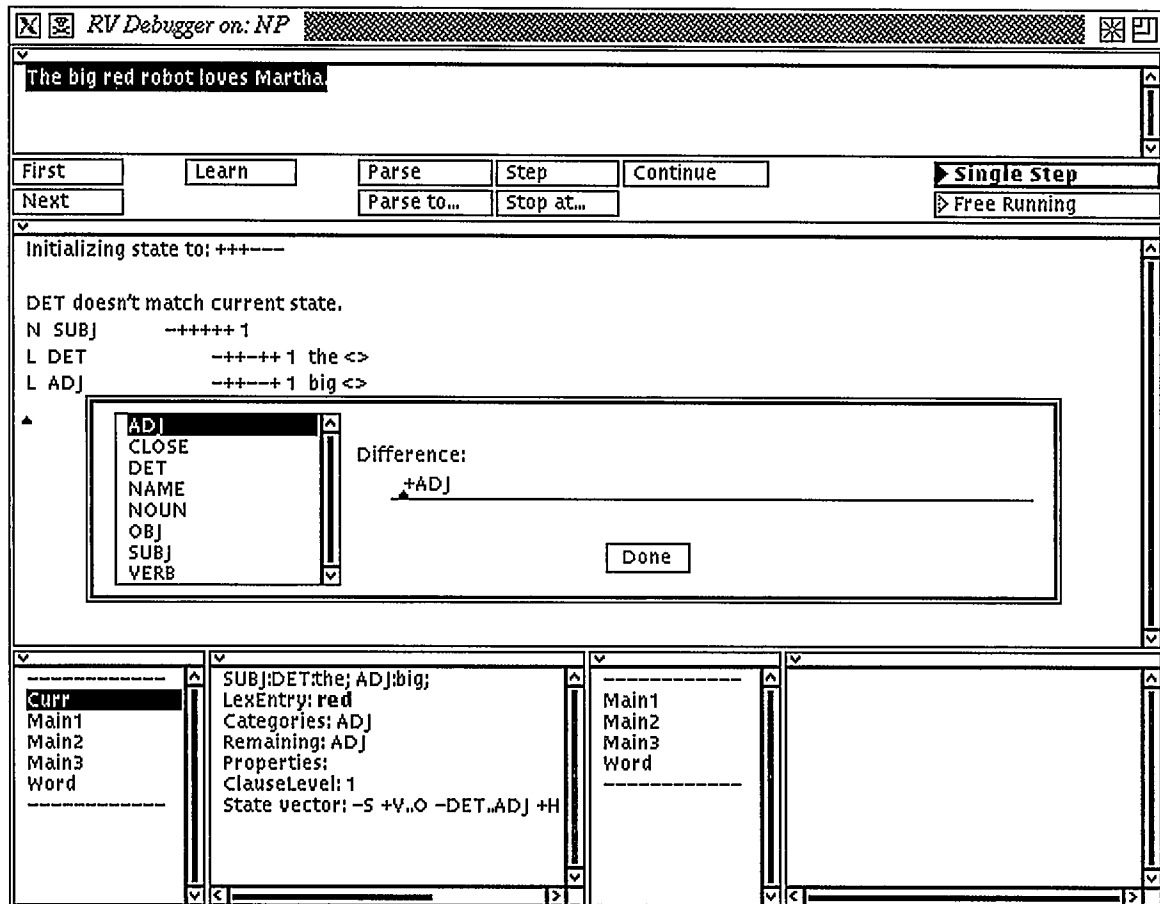 RV Debugger on: NP
The big red robot loves Martha.
First
Learn
Parse
Step
Continue
Single Step
Next
Parse to...
Stop at...
Free Running
Initializing state to: +++---
DET doesn't match current state.
N SUBJ -+++++ 1
L DET -++-++ 1 the <>
L ADJ -++--+ 1 big <>
ADJ
CLOSE
DET
NAME
NOUN
OBJ
SUBJ
VERB
Difference:
+ADJ
Done
------------
Curr
Main1
Main2
Main3
Word
------------
SUBJ:DET:the; ADJ:big;
LexEntry: red
Categories: ADJ
Remaining: ADJ
Properties:
ClauseLevel: 1
State vector: -S +V..O -DET..ADJ +H
------------
Main1
Main2
Main3
Word
------------